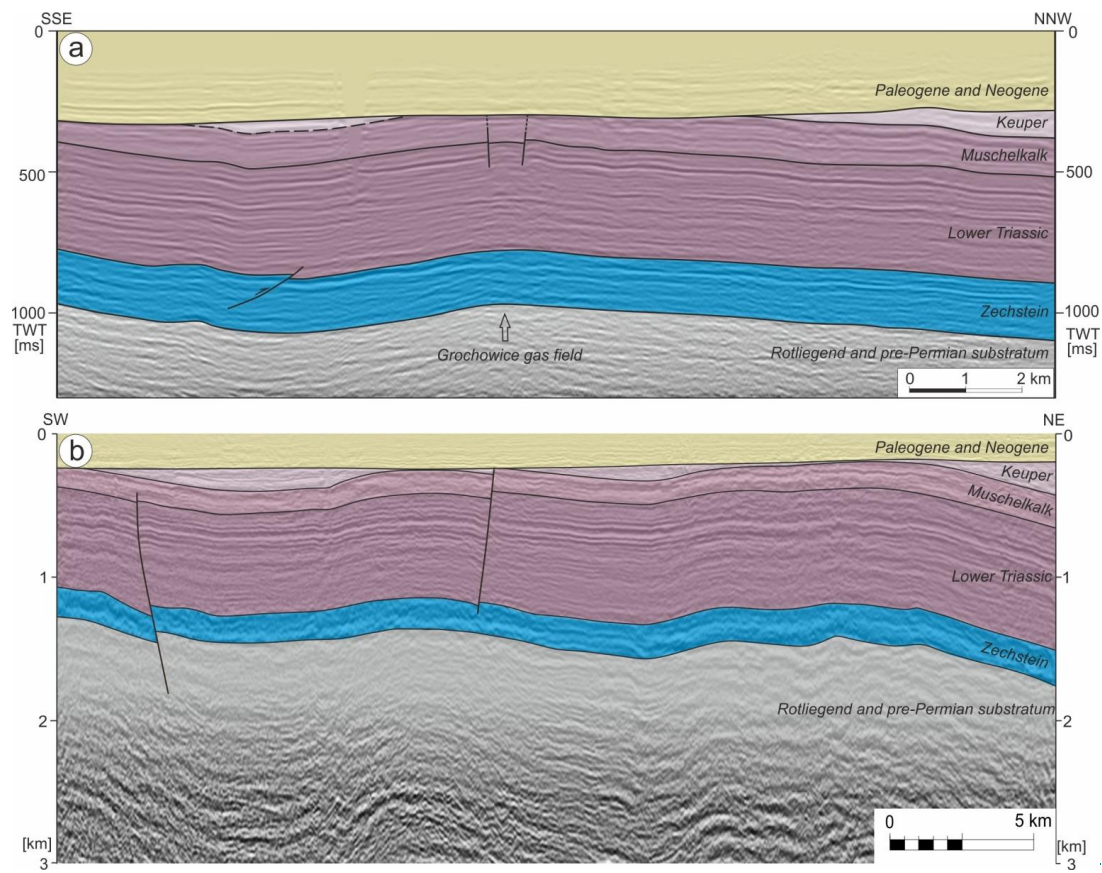 SSE
NNW
a
0
0
Paleogene and Neogene
Keuper
Muschelkalk
500
500
Lower Triassic
Zechstein
1000
TWT
[ms]
1000
TWT
[ms]
Grochowice gas field
Rotliegend and pre-Permian substratum
0 1 2 km
SW
NE
b
0
0
Paleogene and Neogene
Keuper
Muschelkalk
1
1
Lower Triassic
Zechstein
Rotliegend and pre-Permian substratum
2
2
0 5 km
[km]
[km]
3
3